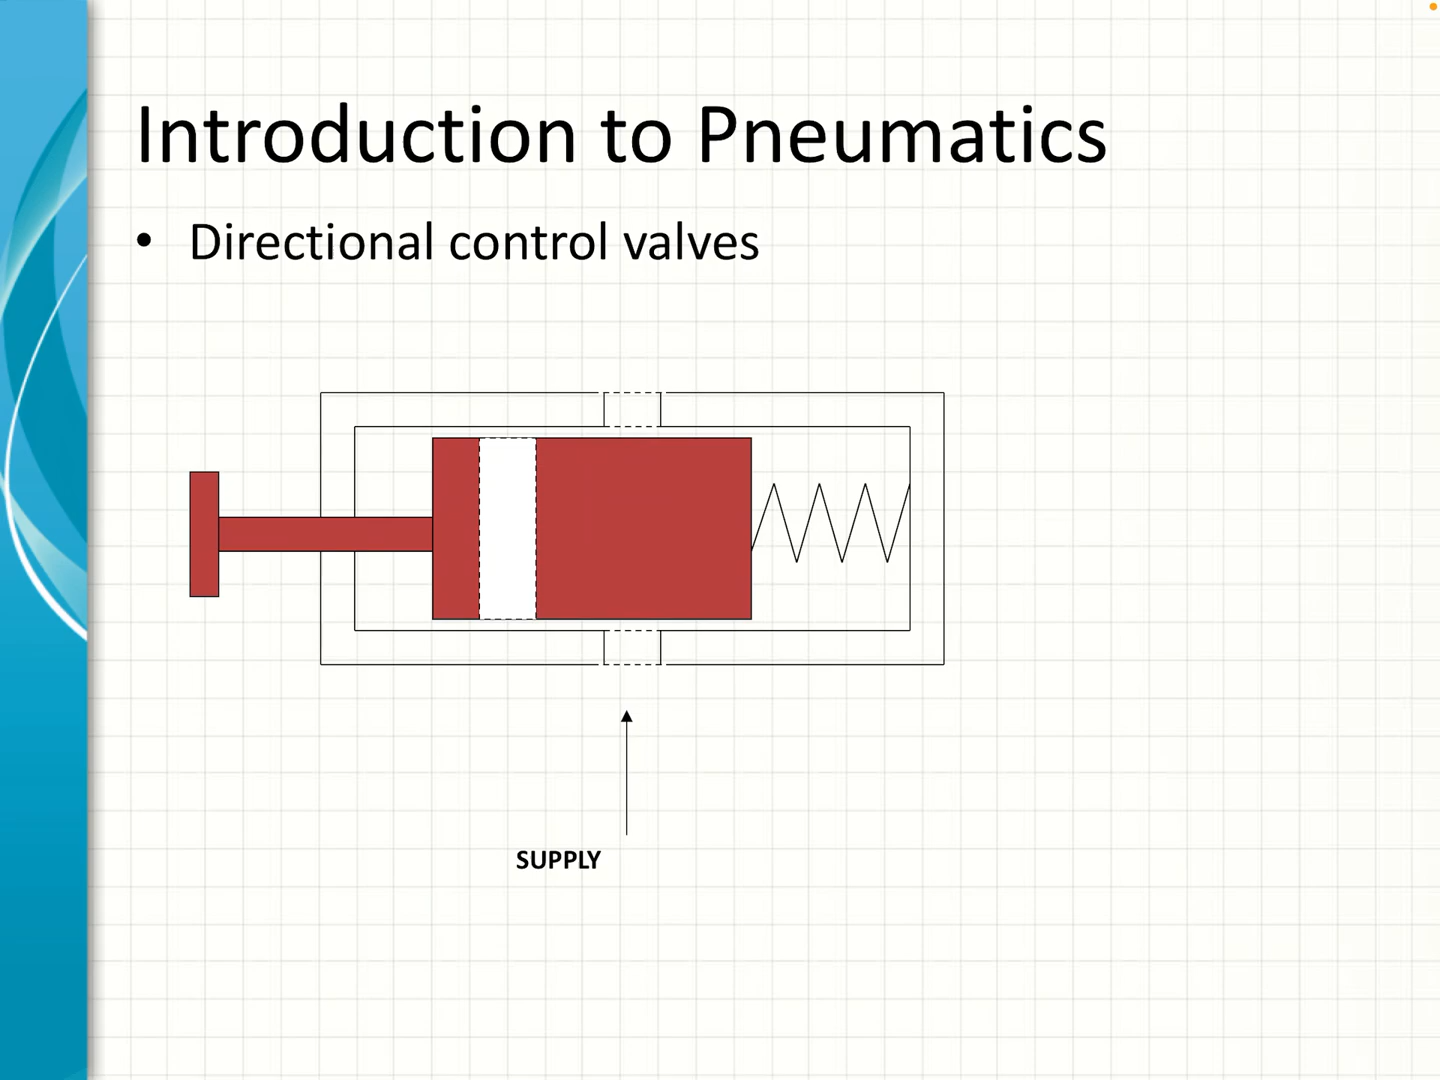 Introduction to Pneumatics
• Directional control valves
SUPPLY